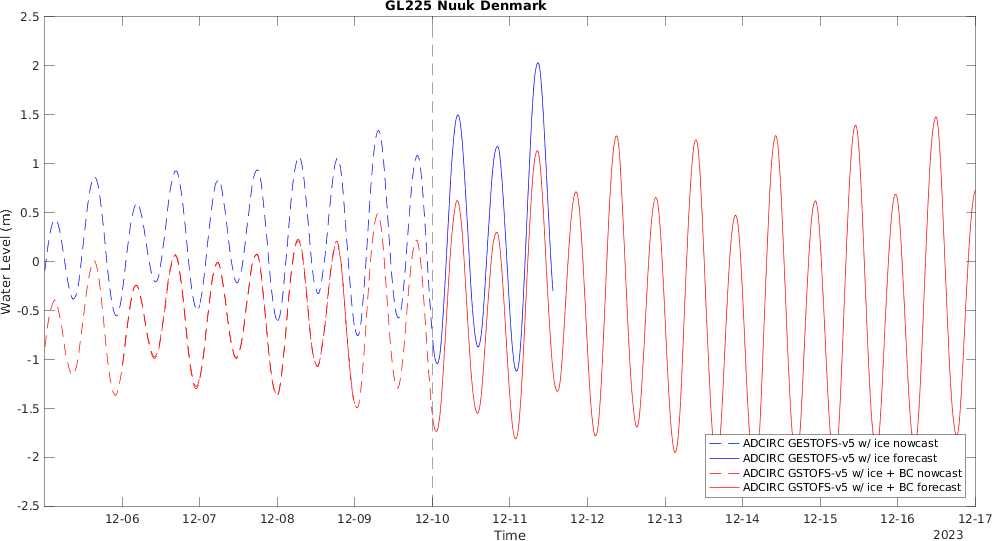 GL225 Nuuk Denmark
2.5
2
1.5
1
0.5
0
-0.5
-1
-1.5
-2
-2.5
Water Level (m)
ADCIRC GESTOFS-v5 w/ ice nowcast
ADCIRC GESTOFS-v5 w/ ice forecast
ADCIRC GSTOFS-v5 w/ ice + BC nowcast
ADCIRC GSTOFS-v5 w/ ice + BC forecast
12-06 12-07 12-08 12-09 12-10 12-11 12-12 12-13 12-14 12-15 12-16 12-17
Time
2023